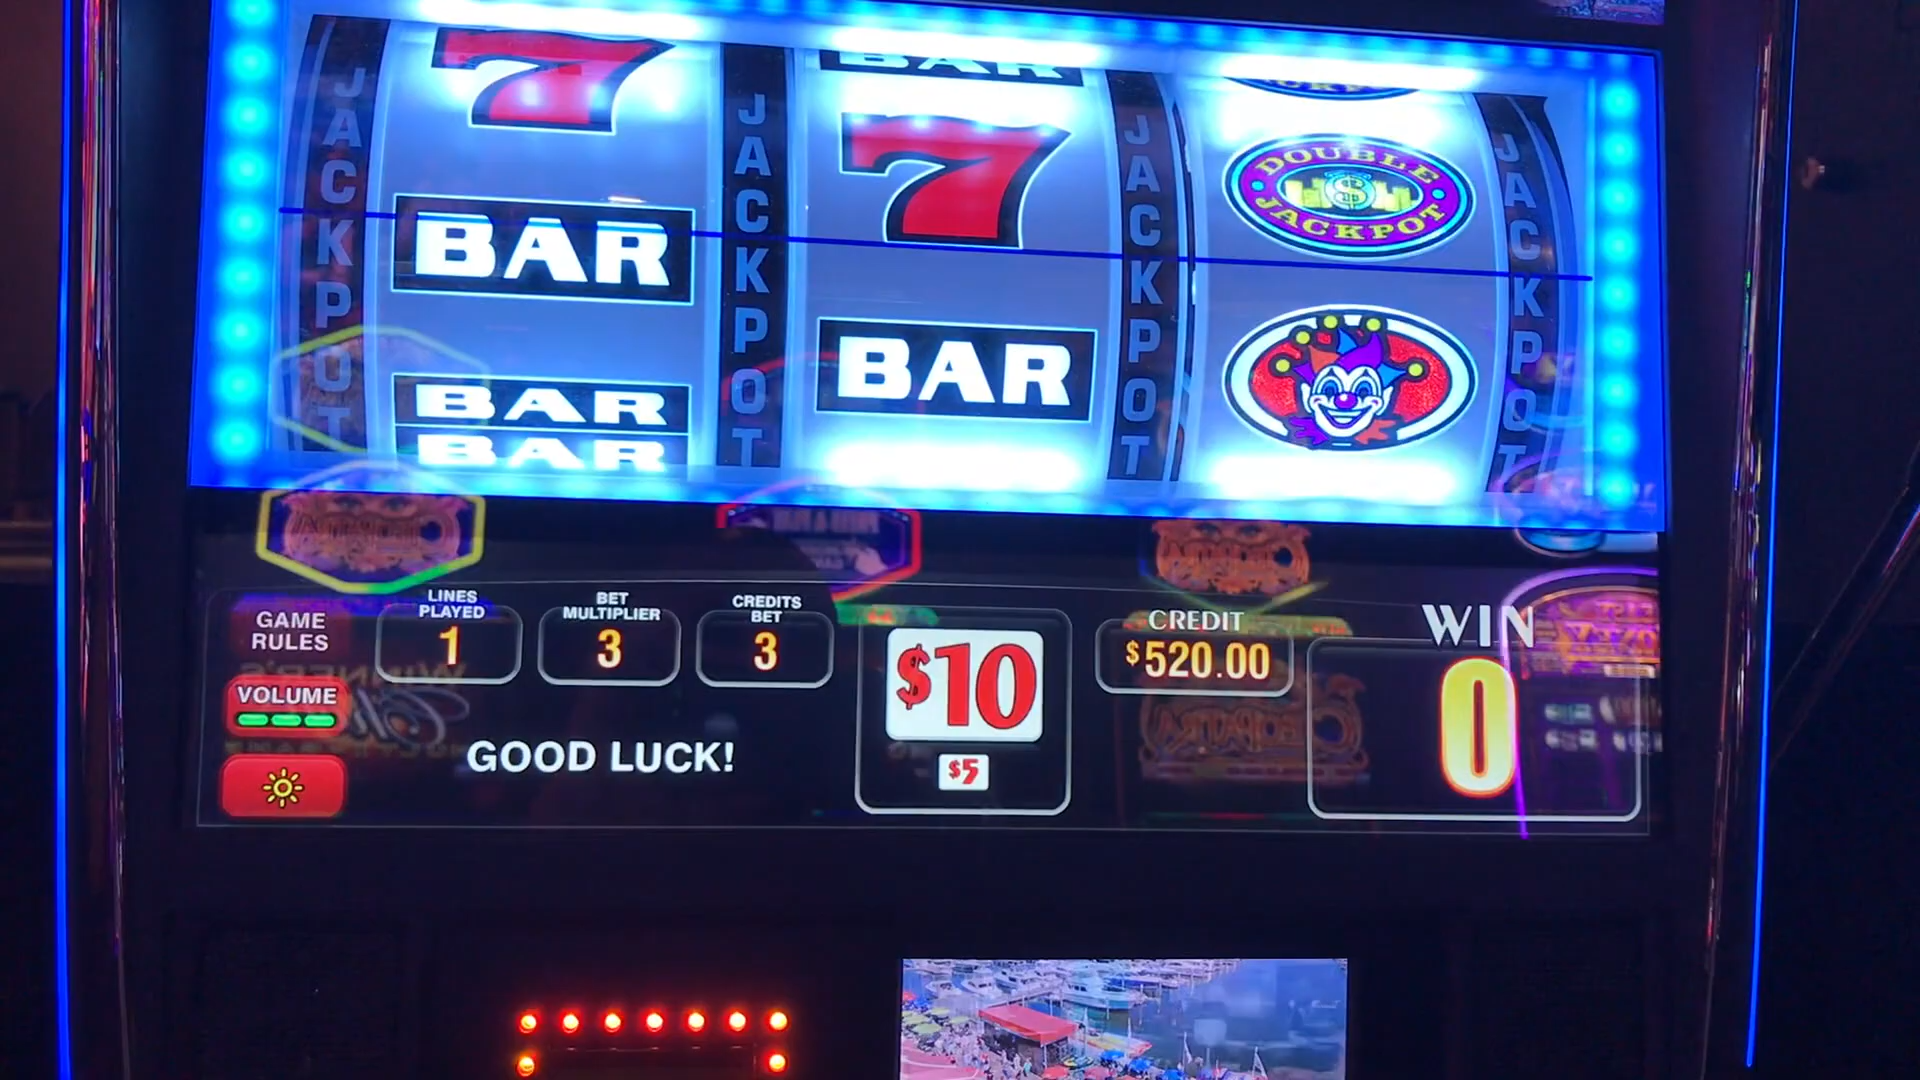 7
BAR
JACKPOT
JACKPOT
JACKPOT
JACKPOT
7
DOUBLE
$
JACKPOT
BAR
BAR
BAR
BAR
GAME
RULES
LINES
PLAYED
1
BET
MULTIPLIER
3
CREDITS
BET
3
$10
$5
CREDIT
$520.00
WIN
0
VOLUME
GOOD LUCK!